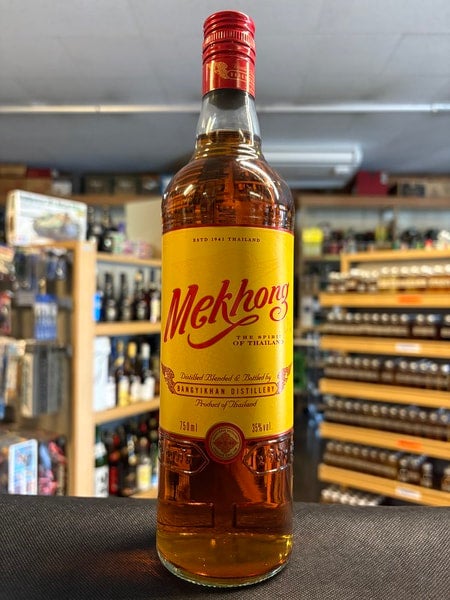 ESTD 1941 THAILAND
Mekhong
THE SPIRIT
OF THAILAND
Distilled Blended & Bottled by
BANGYIKHAN DISTILLERY
Product of Thailand
750ml 35%vol.